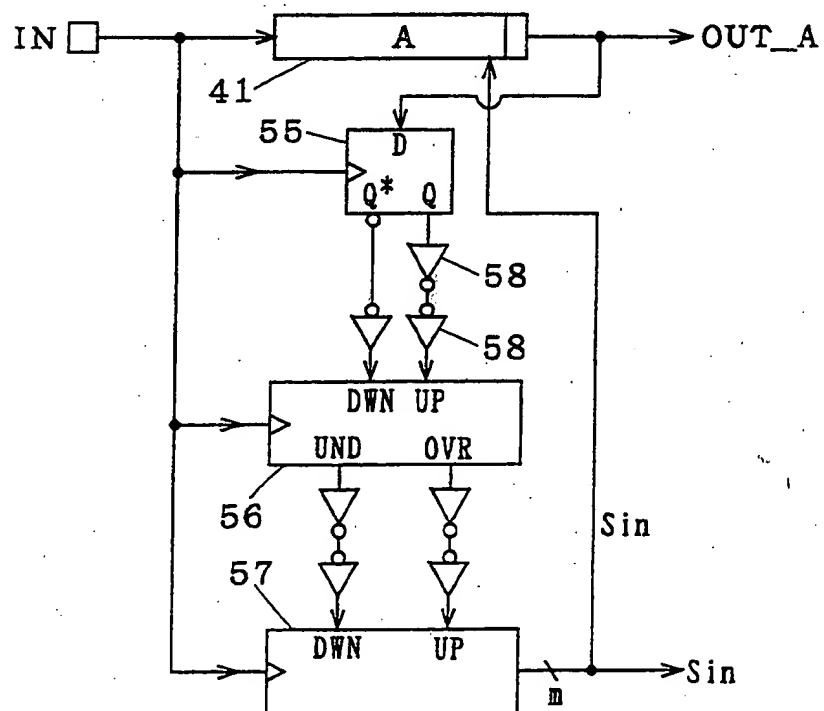 IN
A
OUT_A
41
55
D
Q* Q
58
58
DWN UP
UND OVR
56
Sin
57
DWN UP
m
Sin